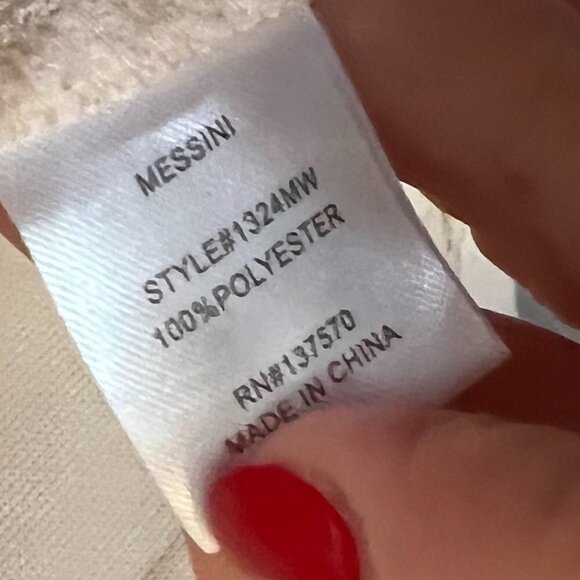 MESSINI
STYLE#1324MW
100%POLYESTER
RN#137570
MADE IN CHINA